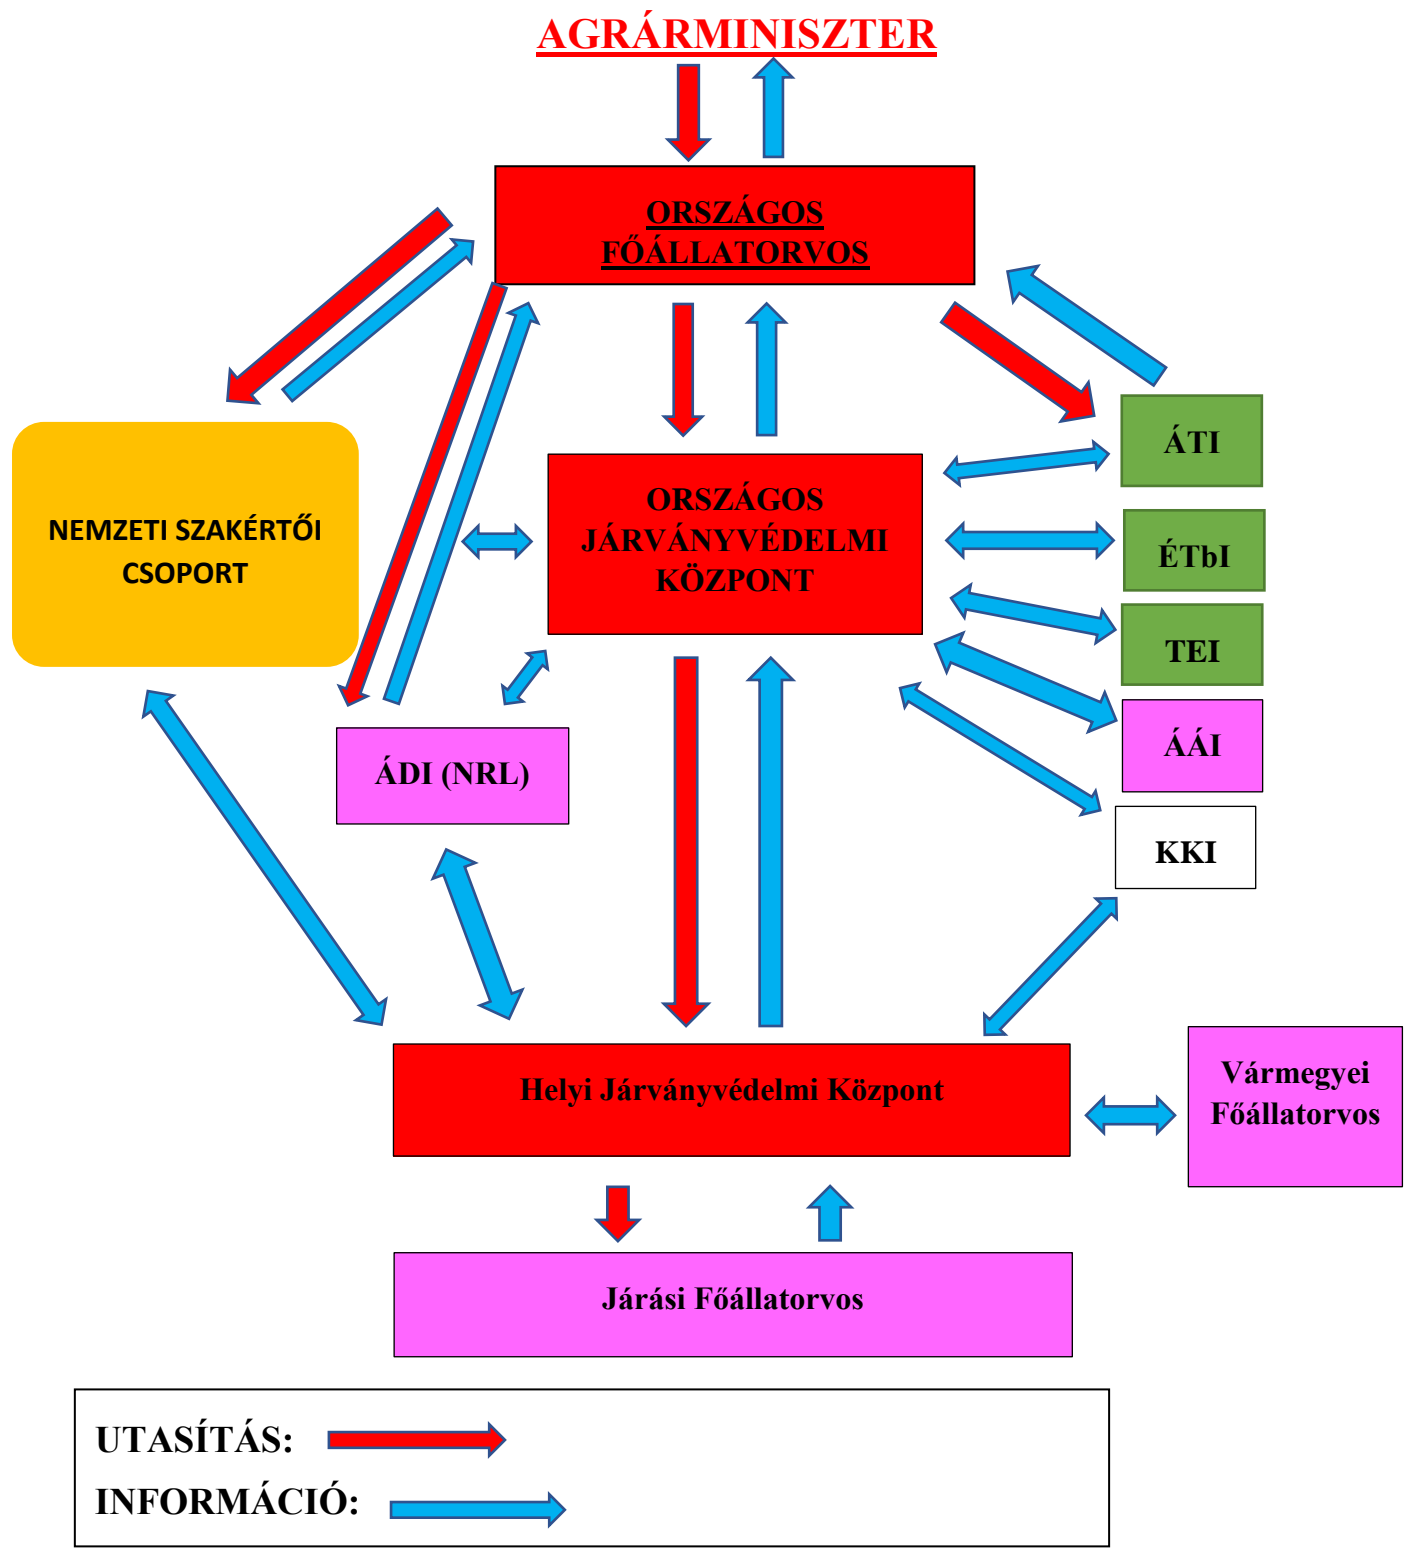 AGRÁRMINISZTER
ORSZÁGOS
FŐÁLLATORVOS
NEMZETI SZAKÉRTŐI
CSOPORT
ORSZÁGOS
JÁRVÁNYVÉDELMI
KÖZPONT
ÁTI
ÉTbI
TEI
ÁÁI
KKI
ÁDI (NRL)
Helyi Járványvédelmi Központ
Vármegyei
Főállatorvos
Járási Főállatorvos
UTASÍTÁS:
INFORMÁCIÓ: